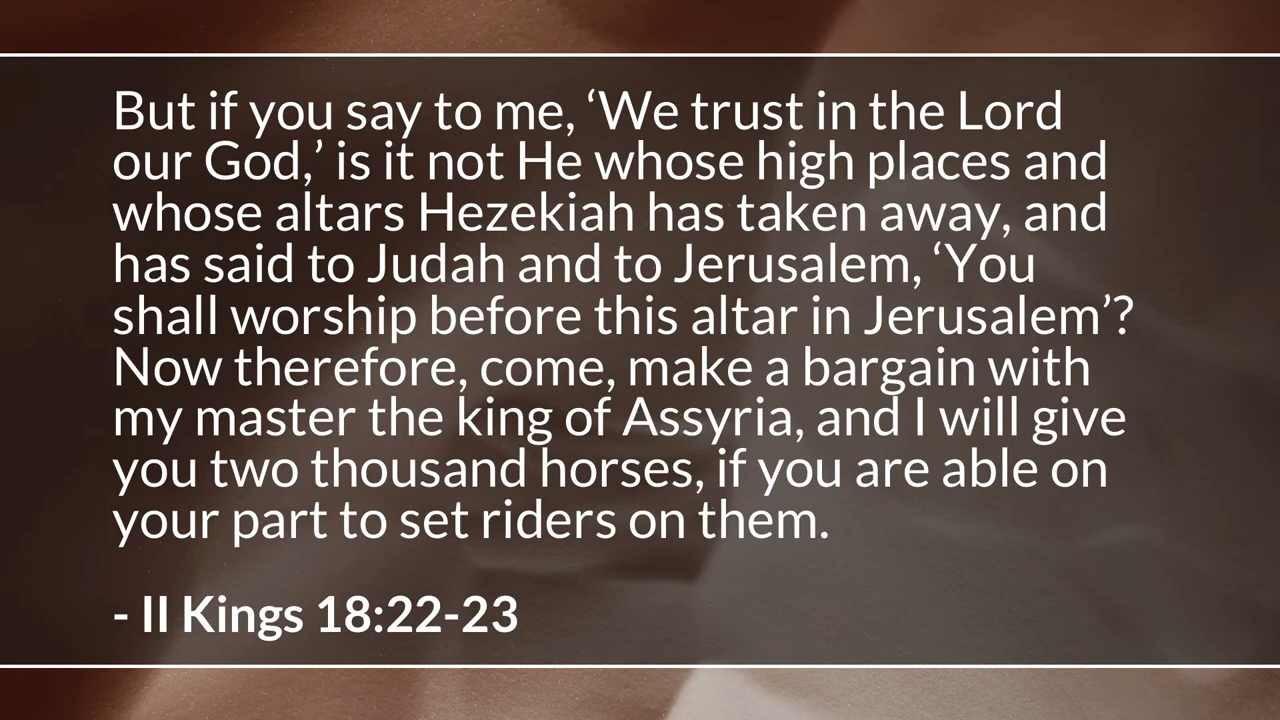 But if you say to me, ‘We trust in the Lord
our God,’ is it not He whose high places and
whose altars Hezekiah has taken away, and
has said to Judah and to Jerusalem, ‘You
shall worship before this altar in Jerusalem’?
Now therefore, come, make a bargain with
my master the king of Assyria, and I will give
you two thousand horses, if you are able on
your part to set riders on them.
- II Kings 18:22-23